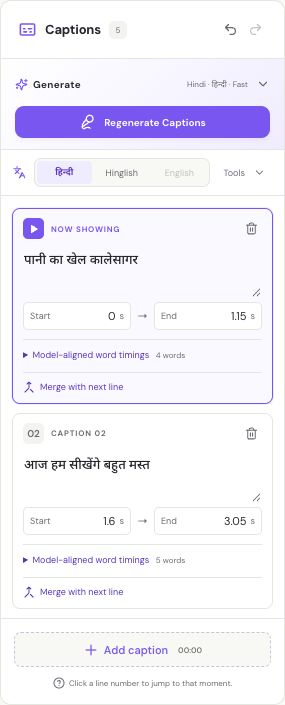 Captions 5
Generate Hindi · हिन्दी · Fast
Regenerate Captions
हिन्दी Hinglish English Tools
NOW SHOWING
पानी का खेल कालेसागर
Start 0 s → End 1.15 s
Model-aligned word timings 4 words
Merge with next line
02 CAPTION 02
आज हम सीखेंगे बहुत मस्त
Start 1.6 s → End 3.05 s
Model-aligned word timings 5 words
Merge with next line
+ Add caption 00:00
? Click a line number to jump to that moment.